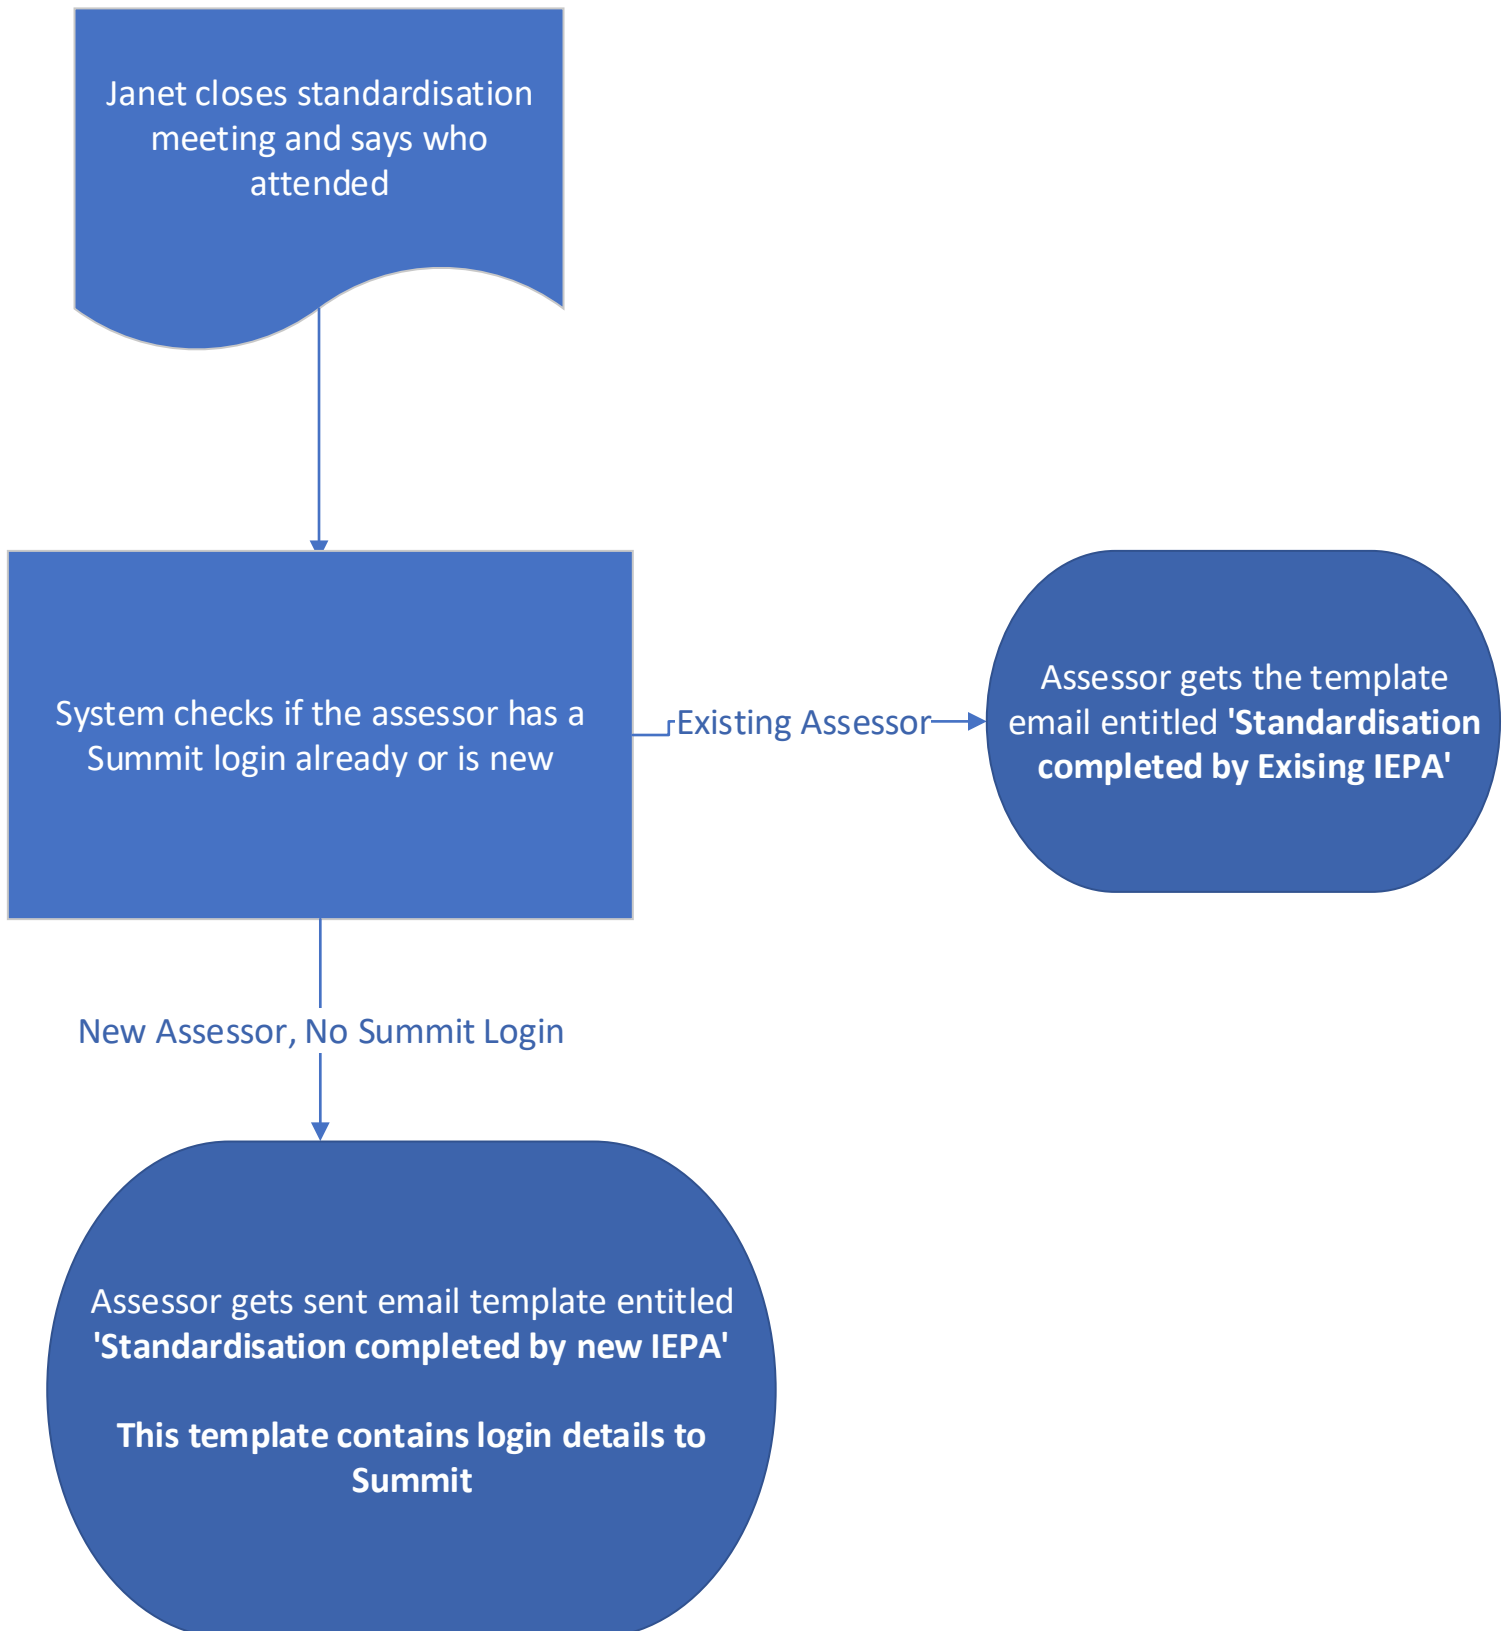 Janet closes standardisation
meeting and says who
attended
System checks if the assessor has a
Summit login already or is new
Existing Assessor
Assessor gets the template
email entitled 'Standardisation
completed by Exising IEPA'
New Assessor, No Summit Login
Assessor gets sent email template entitled
'Standardisation completed by new IEPA'
This template contains login details to
Summit